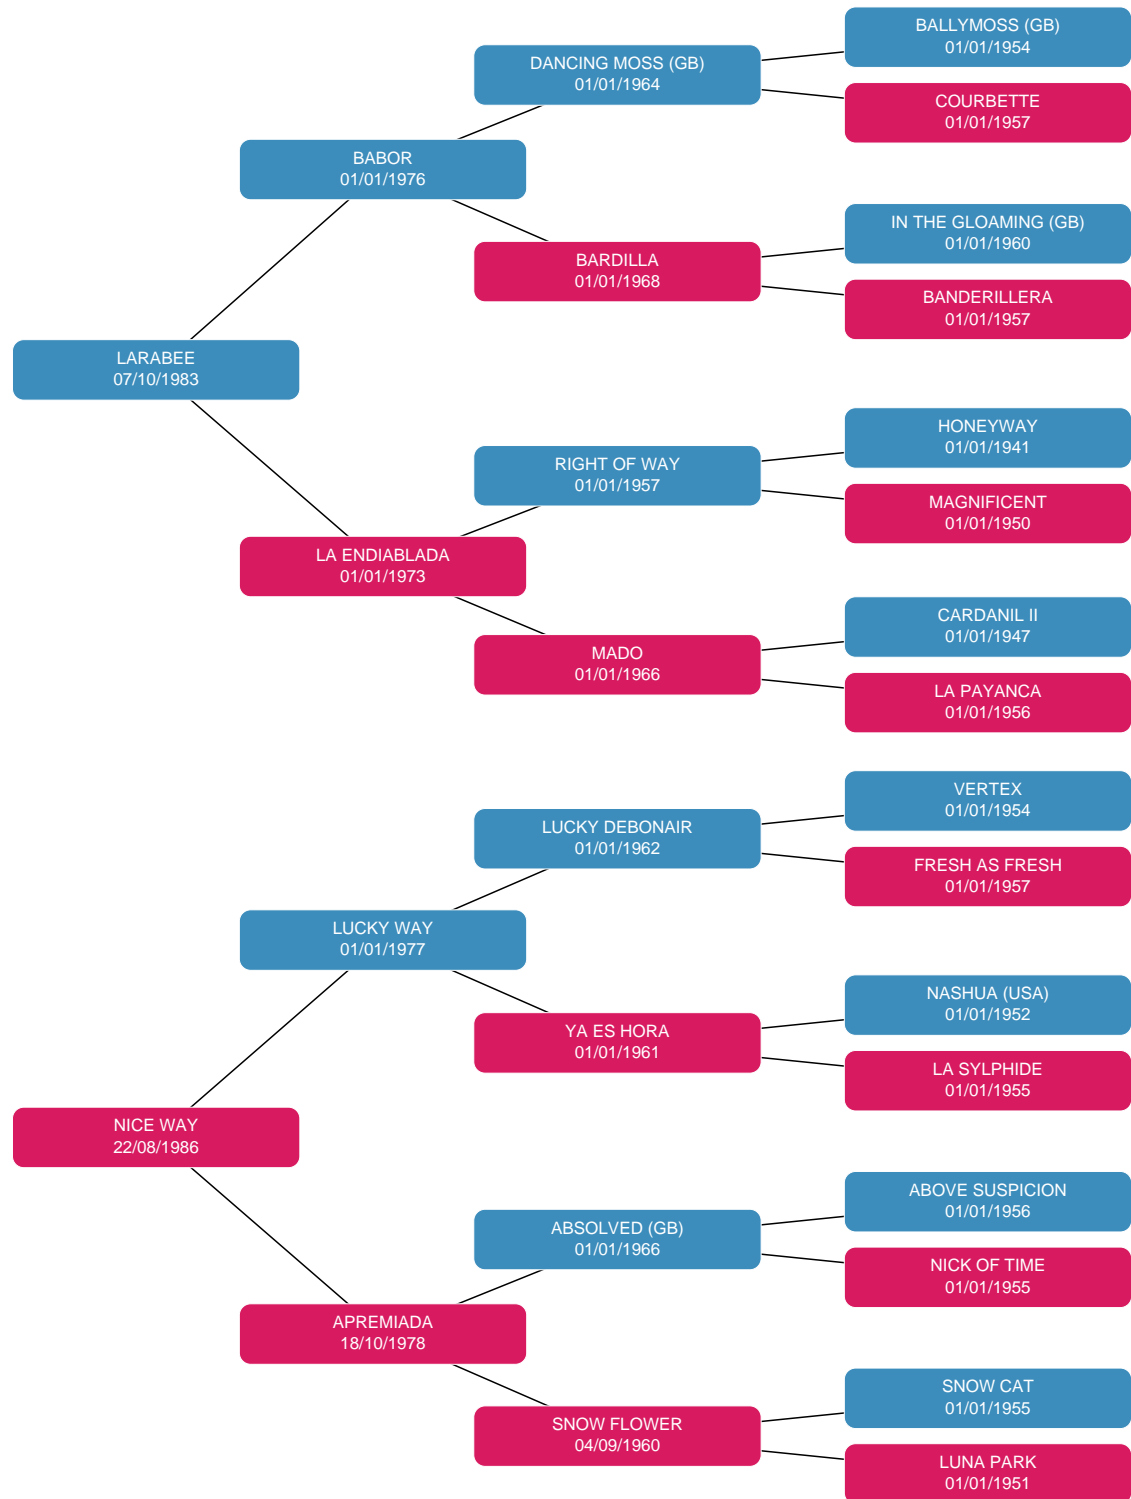 BALLYMOSS (GB)
01/01/1954
DANCING MOSS (GB)
01/01/1964
COURBETTE
01/01/1957
BABOR
01/01/1976
IN THE GLOAMING (GB)
01/01/1960
BARDILLA
01/01/1968
BANDERILLERA
01/01/1957
LARABEE
07/10/1983
HONEYWAY
01/01/1941
RIGHT OF WAY
01/01/1957
MAGNIFICENT
01/01/1950
LA ENDIABLADA
01/01/1973
CARDANIL II
01/01/1947
MADO
01/01/1966
LA PAYANCA
01/01/1956
VERTEX
01/01/1954
LUCKY DEBONAIR
01/01/1962
FRESH AS FRESH
01/01/1957
LUCKY WAY
01/01/1977
NASHUA (USA)
01/01/1952
YA ES HORA
01/01/1961
LA SYLPHIDE
01/01/1955
NICE WAY
22/08/1986
ABOVE SUSPICION
01/01/1956
ABSOLVED (GB)
01/01/1966
NICK OF TIME
01/01/1955
APREMIADA
18/10/1978
SNOW CAT
01/01/1955
SNOW FLOWER
04/09/1960
LUNA PARK
01/01/1951